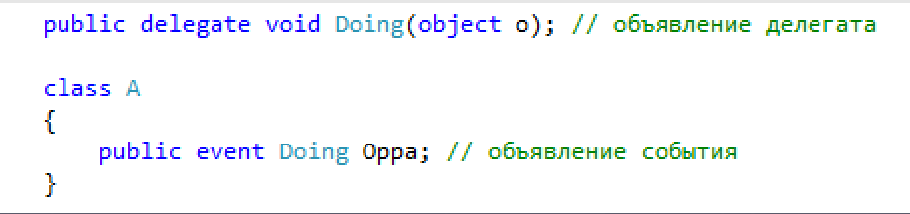 public delegate void Doing(object o); // объявление делегата
class A
{
public event Doing Oppa; // объявление события
}